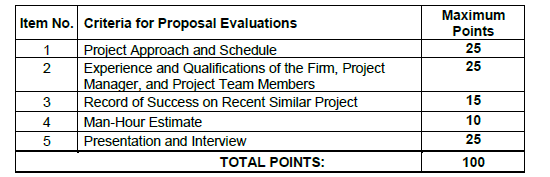 Item No. Criteria for Proposal Evaluations Maximum Points
1 Project Approach and Schedule 25
2 Experience and Qualifications of the Firm, Project 25
Manager, and Project Team Members
3 Record of Success on Recent Similar Project 15
4 Man-Hour Estimate 10
5 Presentation and Interview 25
TOTAL POINTS: 100